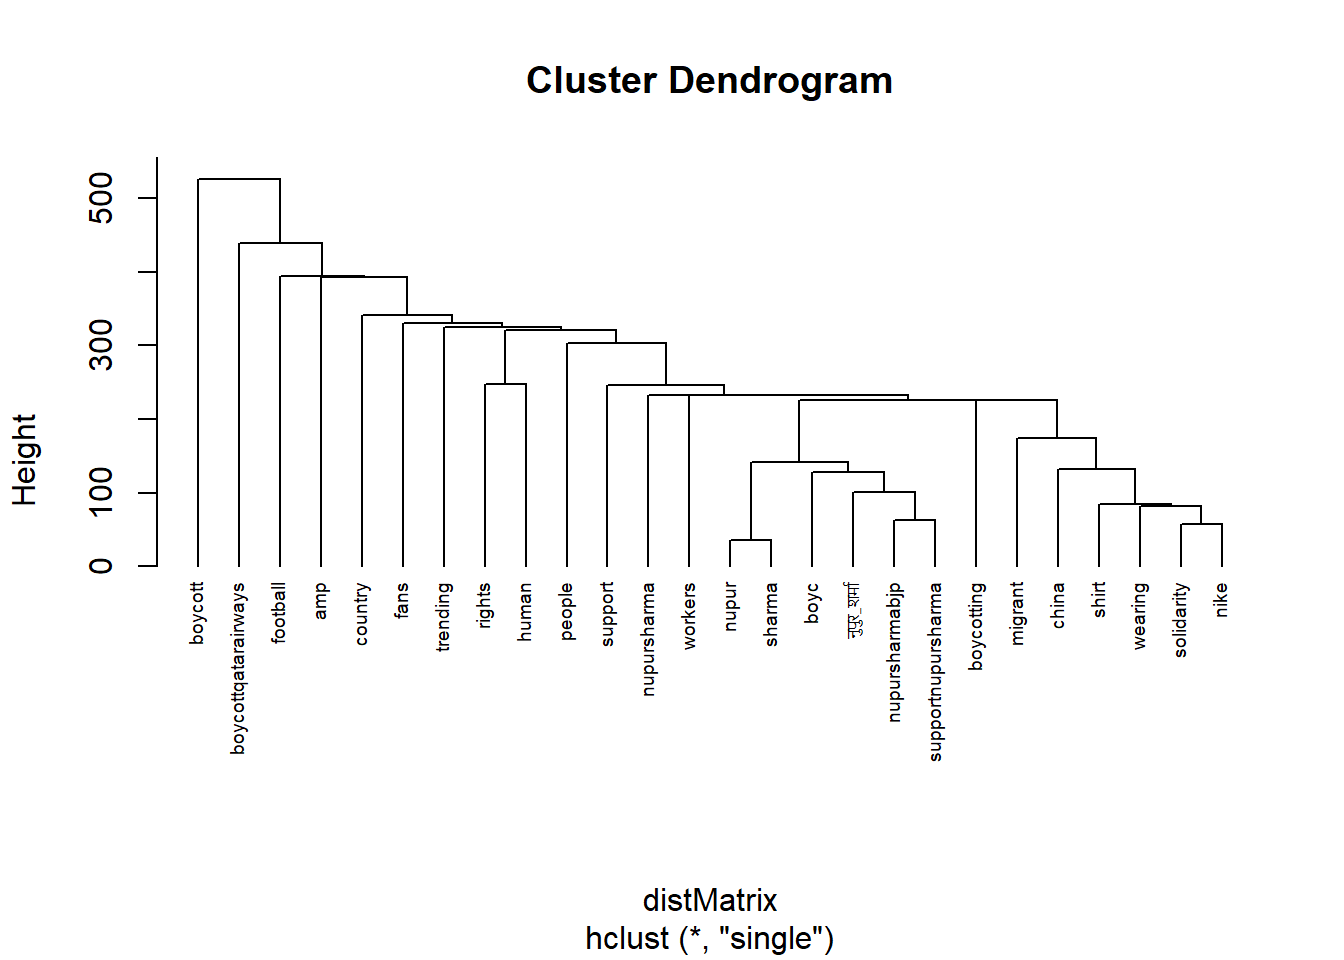 Cluster Dendrogram
Height
0
100
300
500
boycott
boycottqatarairways
football
amp
country
fans
trending
rights
human
people
support
nupursharma
workers
nupur
sharma
boyc
नुपुर_शर्मा
nupursharmabjp
supportnupursharma
boycotting
migrant
china
shirt
wearing
solidarity
nike
distMatrix
hclust (*, "single")